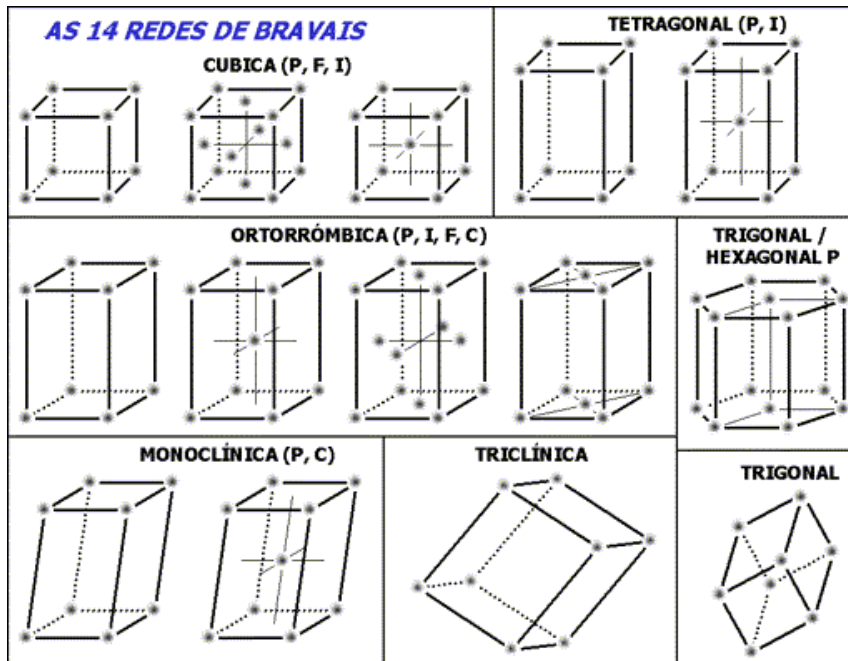 AS 14 REDES DE BRAVAIS
CUBICA (P, F, I)
TETRAGONAL (P, I)
ORTORRÓMBICA (P, I, F, C)
TRIGONAL /
HEXAGONAL P
MONOCLÍNICA (P, C)
TRICLÍNICA
TRIGONAL